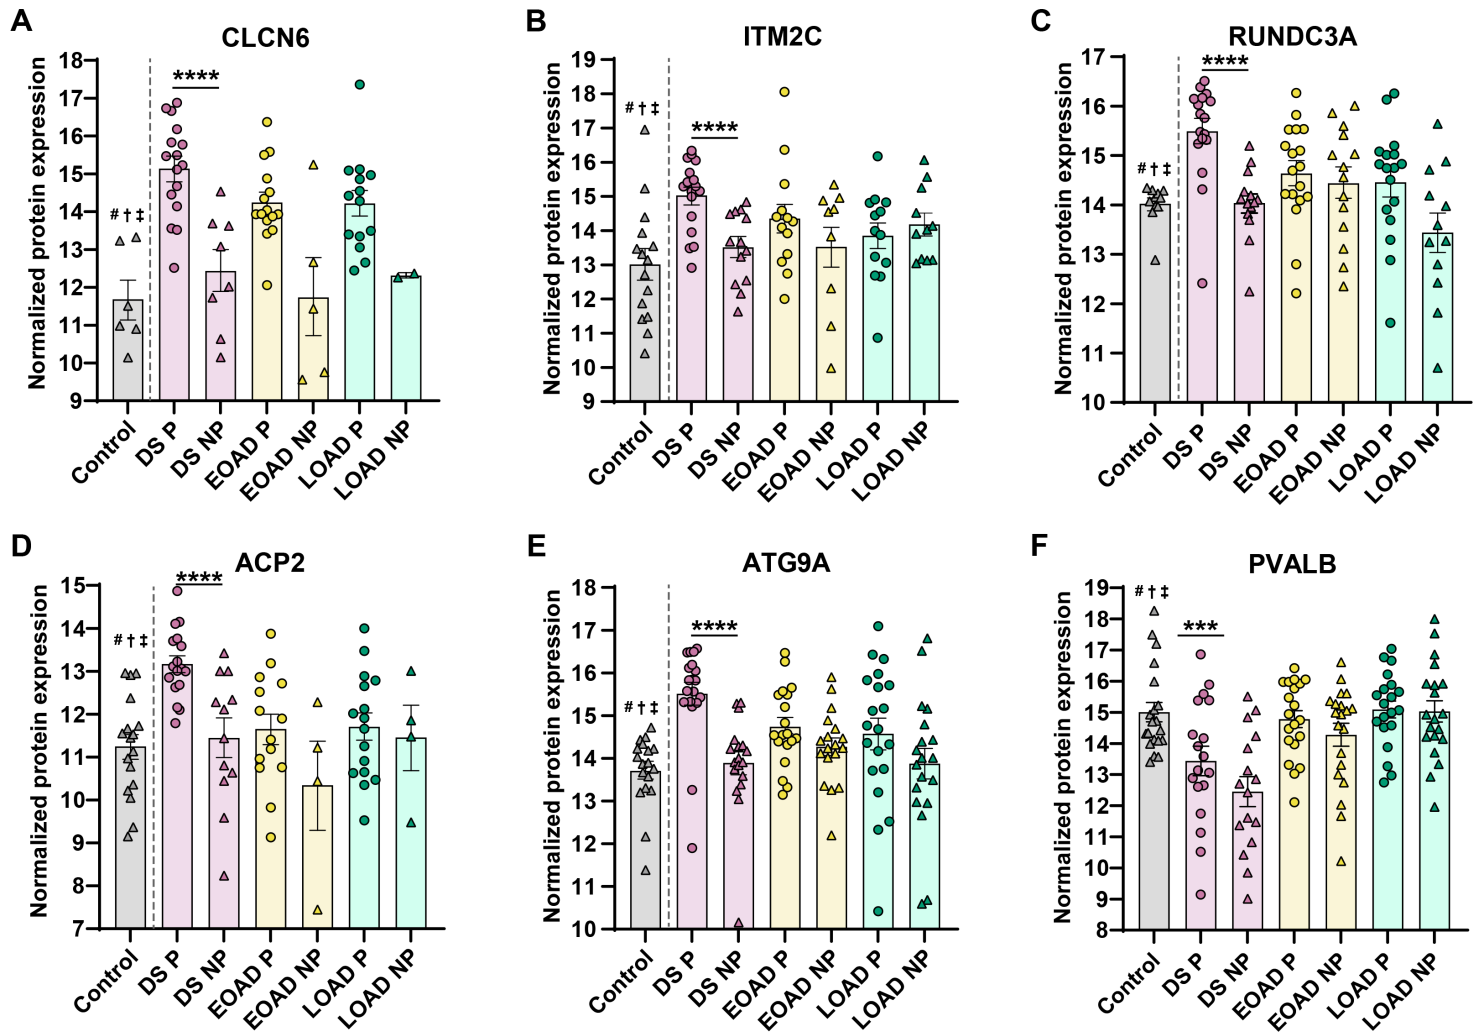 A
CLCN6
Normalized protein expression
18
17
16
15
14
13
12
11
10
9
# † ‡
****
Control
DS P
DS NP
EOAD P
EOAD NP
LOAD P
LOAD NP
B
ITM2C
Normalized protein expression
19
18
17
16
15
14
13
12
11
10
9
# † ‡
****
Control
DS P
DS NP
EOAD P
EOAD NP
LOAD P
LOAD NP
C
RUNDC3A
Normalized protein expression
17
16
15
14
13
12
11
10
# † ‡
****
Control
DS P
DS NP
EOAD P
EOAD NP
LOAD P
LOAD NP
D
ACP2
Normalized protein expression
15
14
13
12
11
10
9
8
7
# † ‡
****
Control
DS P
DS NP
EOAD P
EOAD NP
LOAD P
LOAD NP
E
ATG9A
Normalized protein expression
18
17
16
15
14
13
12
11
10
# † ‡
****
Control
DS P
DS NP
EOAD P
EOAD NP
LOAD P
LOAD NP
F
PVALB
Normalized protein expression
19
18
17
16
15
14
13
12
11
10
9
8
# † ‡
***
Control
DS P
DS NP
EOAD P
EOAD NP
LOAD P
LOAD NP